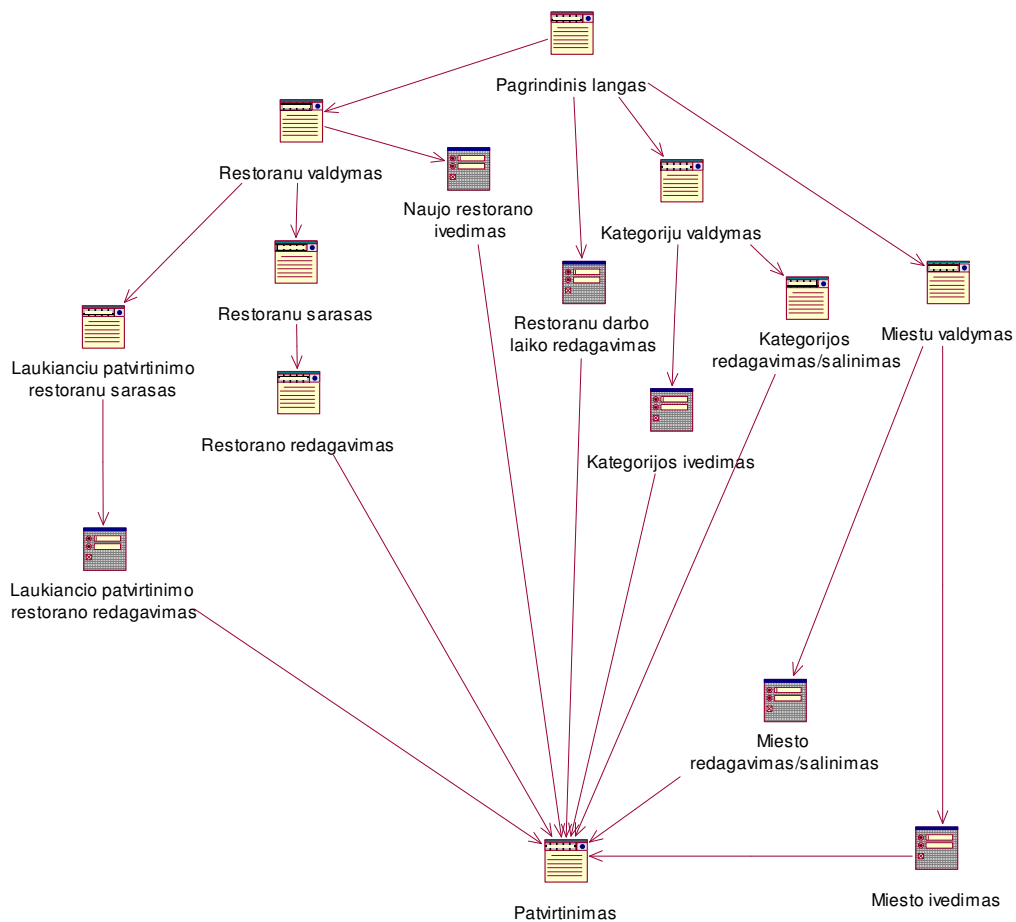 Pagrindinis langas
Restoranu valdymas
Naujo restorano
ivedimas
Kategoriju valdymas
Restoranu sarasas
Restoranu darbo
laiko redagavimas
Kategorijos
redagavimas/salinimas
Miestu valdymas
Laukianciu patvirtinimo
restoranu sarasas
Restorano redagavimas
Kategorijos ivedimas
Laukiancio patvirtinimo
restorano redagavimas
Miesto
redagavimas/salinimas
Miesto ivedimas
Patvirtinimas